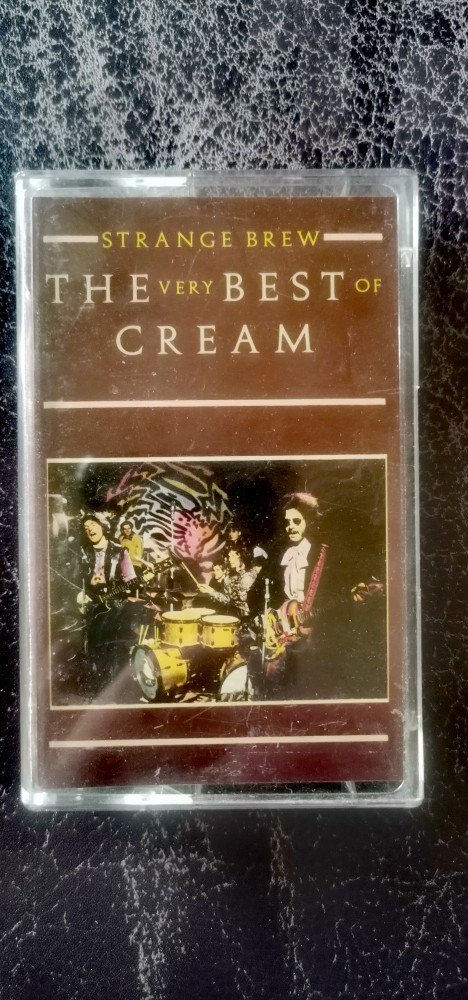 STRANGE BREW
THE VERY BEST OF
CREAM